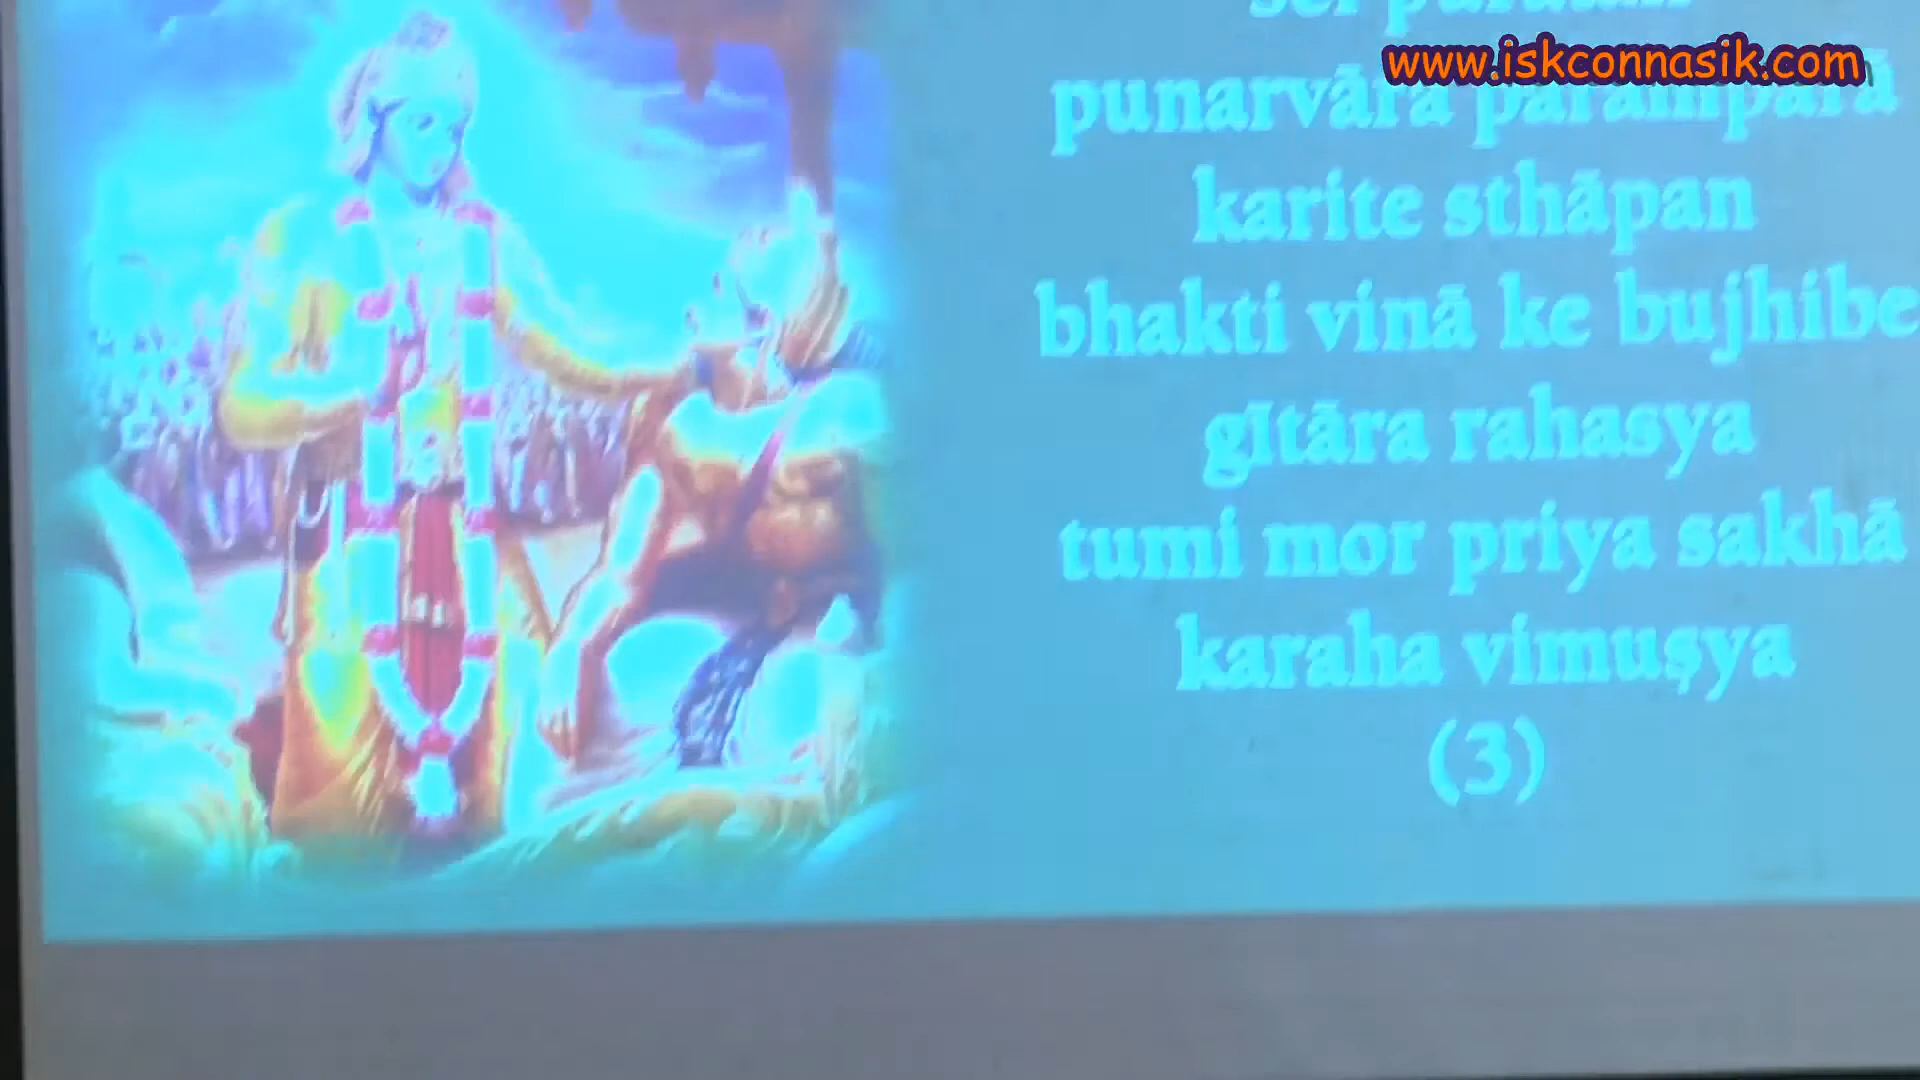 www.iskconnasik.com
punarvāra paramparā
karite sthāpan
bhakti vinā ke bujhibe
gītāra rahasya
tumi mor priya sakhā
karaha vimuṣya
(3)